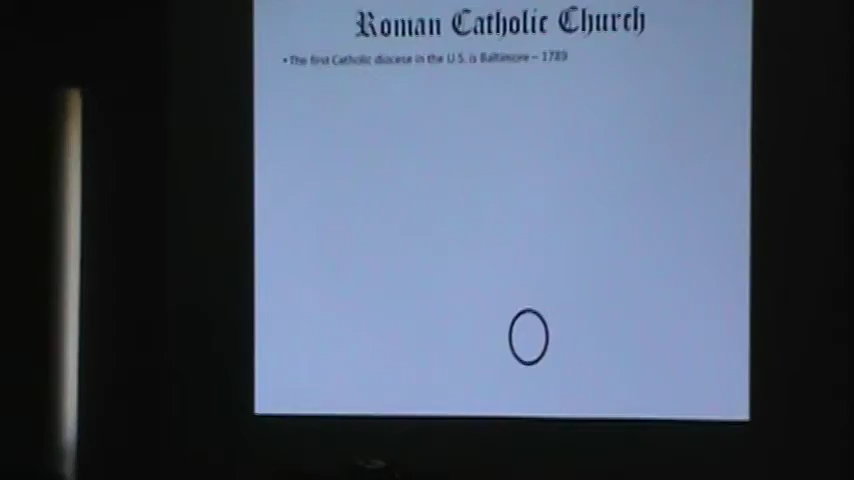 Roman Catholic Church
• The first Catholic diocese in the U.S. is Baltimore – 1789